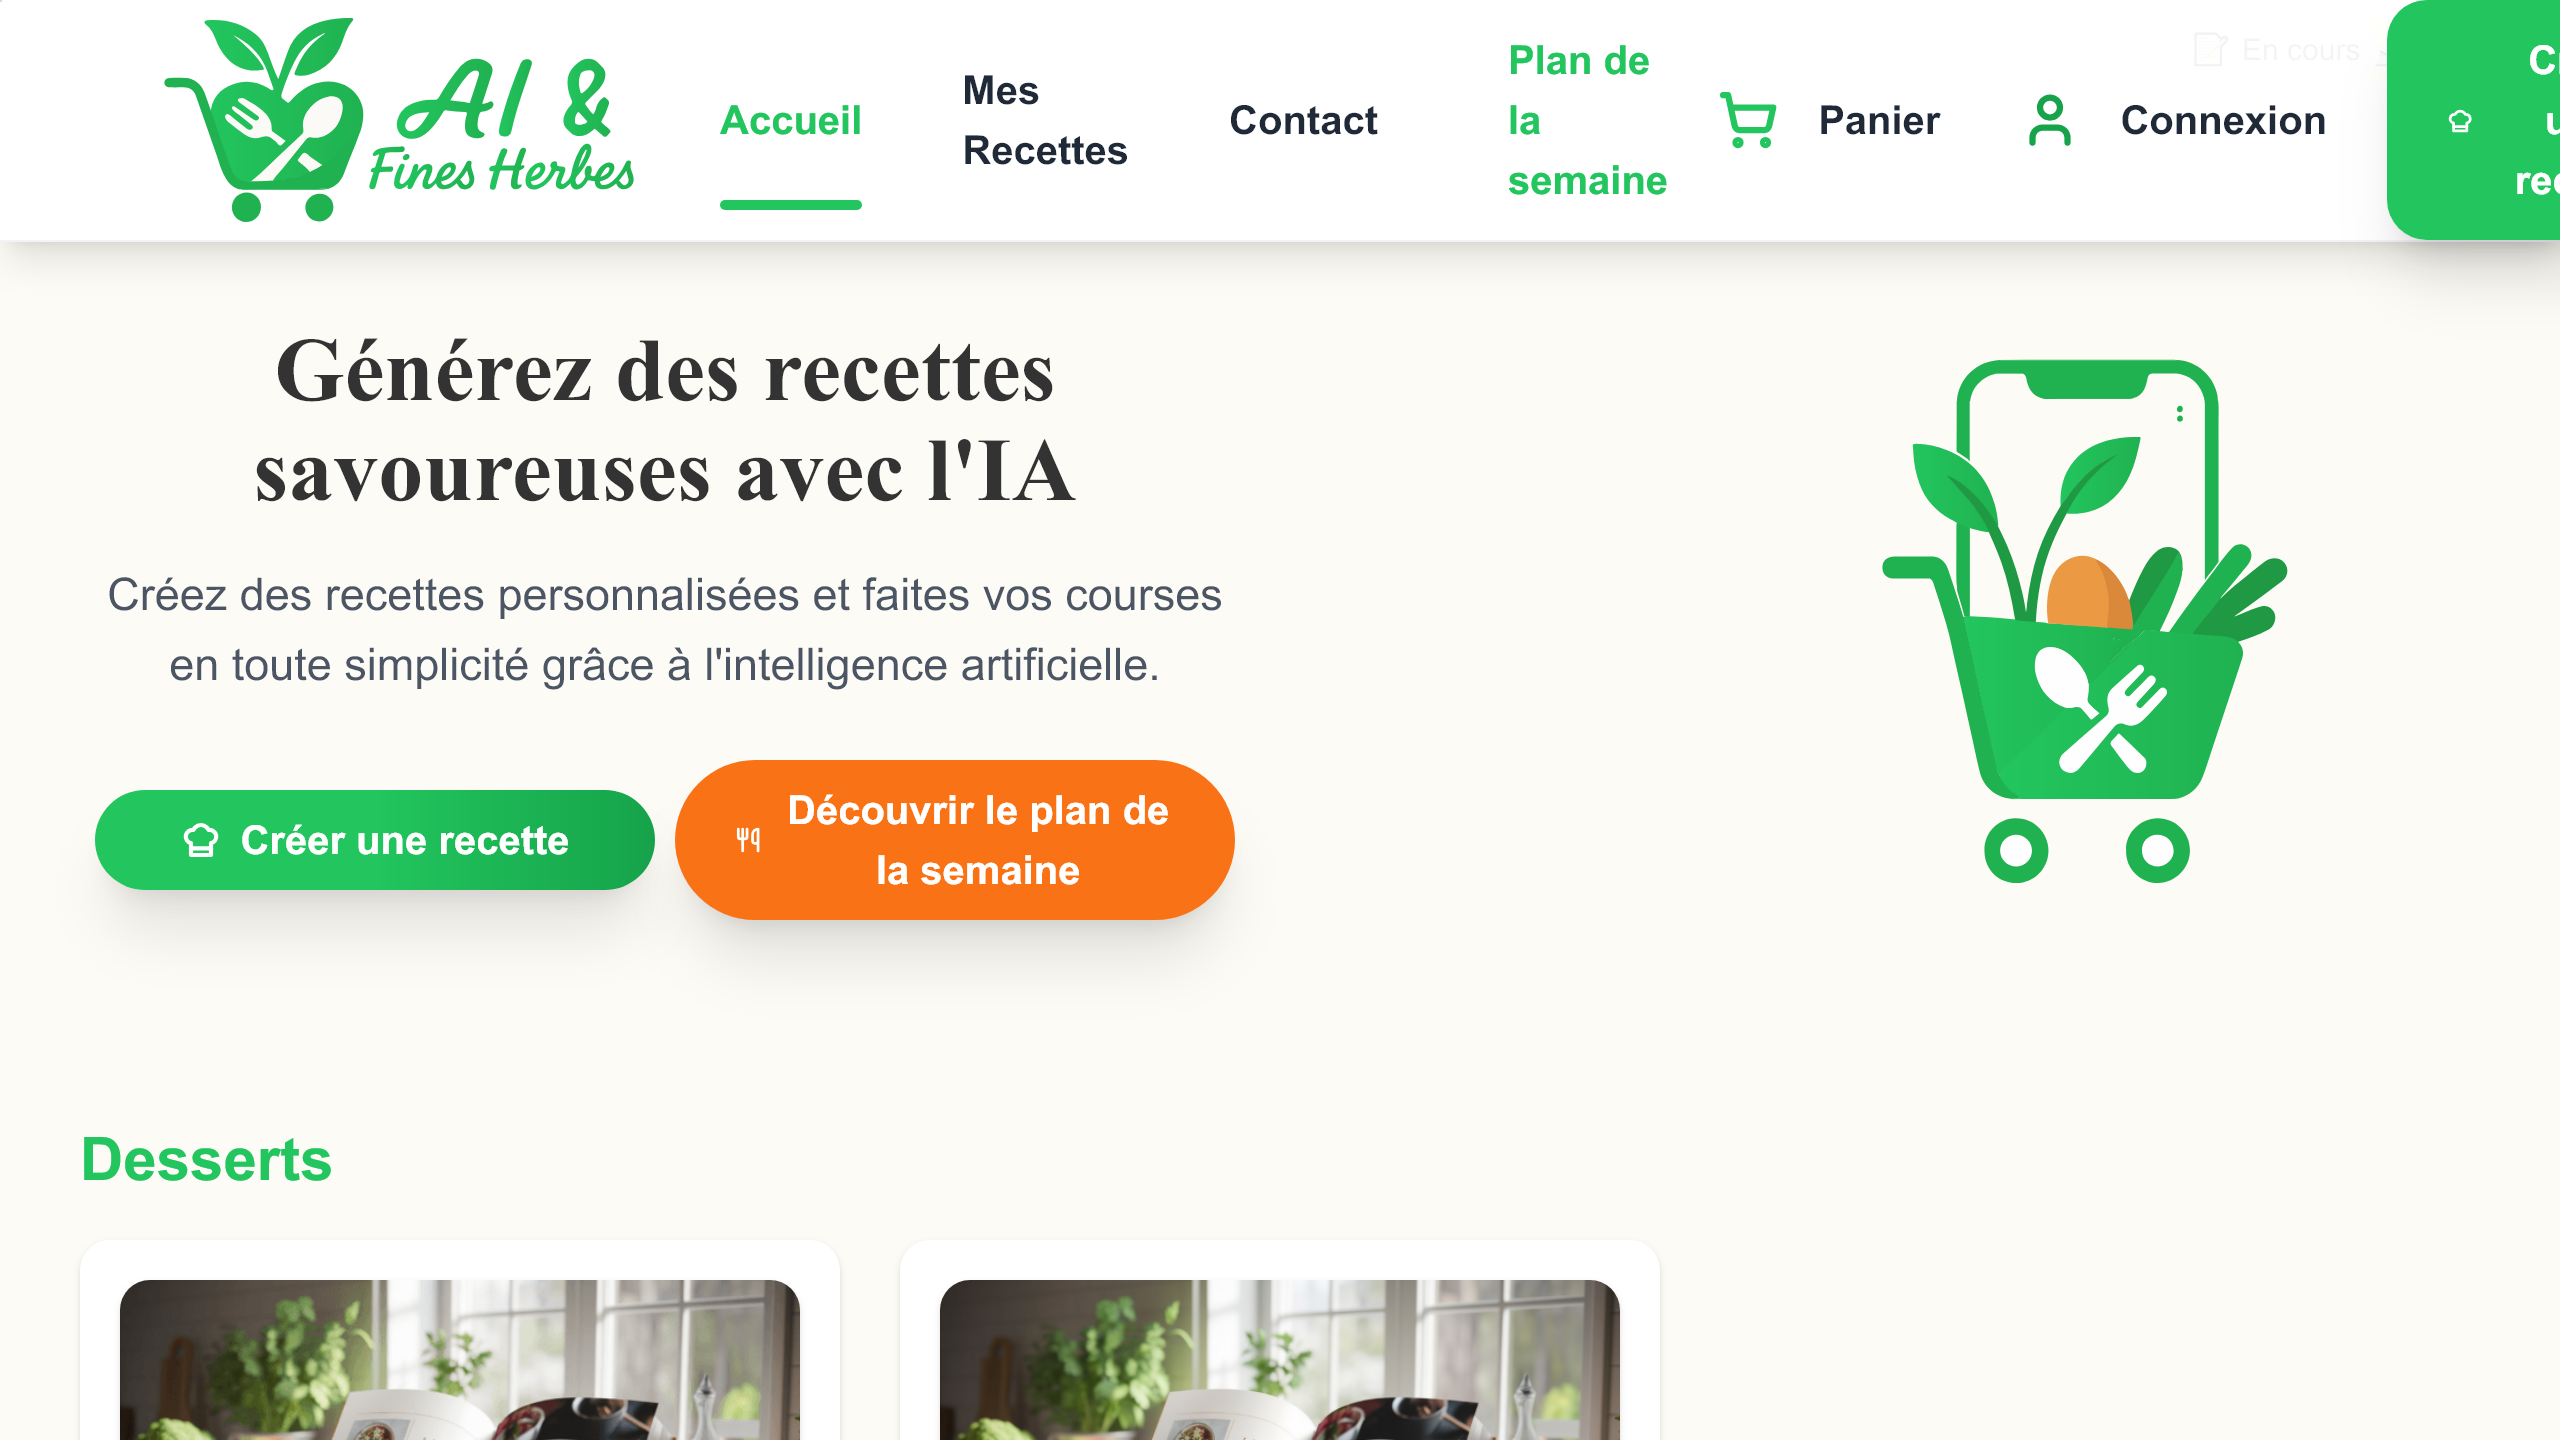 AI &
Fines Herbes
Accueil
Mes
Recettes
Contact
Plan de
la
semaine
Panier
Connexion
En cours
Générez des recettes
savoureuses avec l'IA
Créez des recettes personnalisées et faites vos courses
en toute simplicité grâce à l'intelligence artificielle.
Créer une recette
Découvrir le plan de
la semaine
Desserts